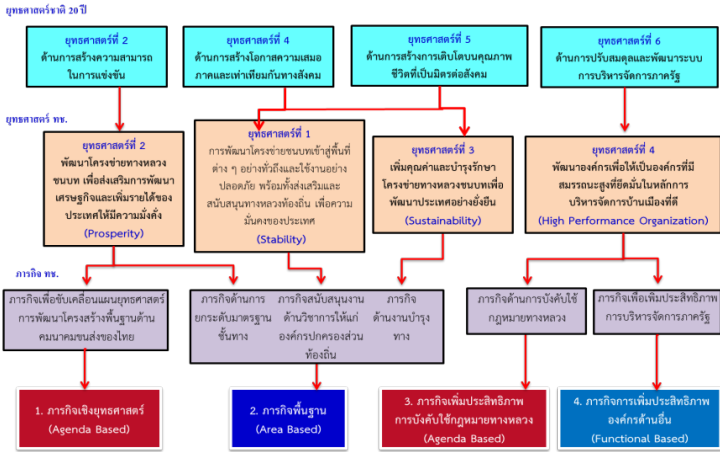 ยุทธศาสตร์ชาติ 20 ปี
ยุทธศาสตร์ที่ 2
ด้านการสร้างความสามารถ
ในการแข่งขัน
ยุทธศาสตร์ที่ 4
ด้านการสร้างโอกาสความเสมอ
ภาคและเท่าเทียมกันทางสังคม
ยุทธศาสตร์ที่ 5
ด้านการสร้างการเติบโตบนคุณภาพ
ชีวิตที่เป็นมิตรต่อสังคม
ยุทธศาสตร์ที่ 6
ด้านการปรับสมดุลและพัฒนาระบบ
การบริหารจัดการภาครัฐ
ยุทธศาสตร์ ทช.
ยุทธศาสตร์ที่ 2
พัฒนาโครงข่ายทางหลวง
ชนบท เพื่อส่งเสริมการพัฒนา
เศรษฐกิจและเพิ่มรายได้ของ
ประเทศให้มีความมั่งคั่ง
(Prosperity)
ยุทธศาสตร์ที่ 1
การพัฒนาโครงข่ายชนบทเข้าสู่พื้นที่
ต่าง ๆ อย่างทั่วถึงและใช้งานอย่าง
ปลอดภัย พร้อมทั้งส่งเสริมและ
สนับสนุนทางหลวงท้องถิ่น เพื่อความ
มั่นคงของประเทศ
(Stability)
ยุทธศาสตร์ที่ 3
เพิ่มคุณค่าและบำรุงรักษา
โครงข่ายทางหลวงชนบทเพื่อ
พัฒนาประเทศอย่างยั่งยืน
(Sustainability)
ยุทธศาสตร์ที่ 4
พัฒนาองค์กรเพื่อให้เป็นองค์กรที่มี
สมรรถนะสูงที่ยึดมั่นในหลักการ
บริหารจัดการบ้านเมืองที่ดี
(High Performance Organization)
ภารกิจ ทช.
ภารกิจเพื่อขับเคลื่อนแผนยุทธศาสตร์
การพัฒนาโครงสร้างพื้นฐานด้าน
คมนาคมขนส่งของไทย
ภารกิจด้านการ
ยกระดับมาตรฐาน
ชั้นทาง
ภารกิจสนับสนุนงาน
ด้านวิชาการให้แก่
องค์กรปกครองส่วน
ท้องถิ่น
ภารกิจ
ด้านงานบำรุง
ทาง
ภารกิจด้านการบังคับใช้
กฎหมายทางหลวง
ภารกิจเพื่อเพิ่มประสิทธิภาพ
การบริหารจัดการภาครัฐ
1. ภารกิจเชิงยุทธศาสตร์
(Agenda Based)
2. ภารกิจพื้นฐาน
(Area Based)
3. ภารกิจเพิ่มประสิทธิภาพ
การบังคับใช้กฎหมายทางหลวง
(Agenda Based)
4. ภารกิจการเพิ่มประสิทธิภาพ
องค์กรด้านอื่น
(Functional Based)